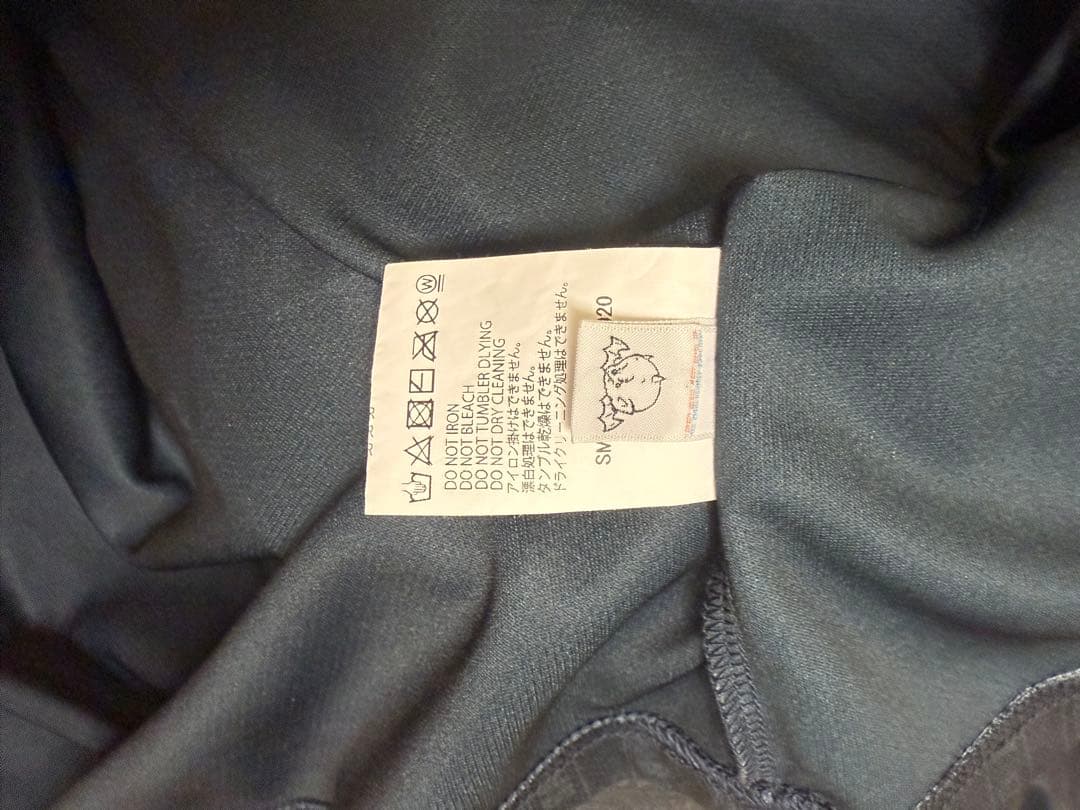 DO NOT IRON
DO NOT BLEACH
DO NOT TUMBLER DLYING
DO NOT DRY CLEANING
アイロン掛けはできません。
漂白処理はできません。
タンブル乾燥はできません。
ドライクリーニング処理はできません。
SM
020